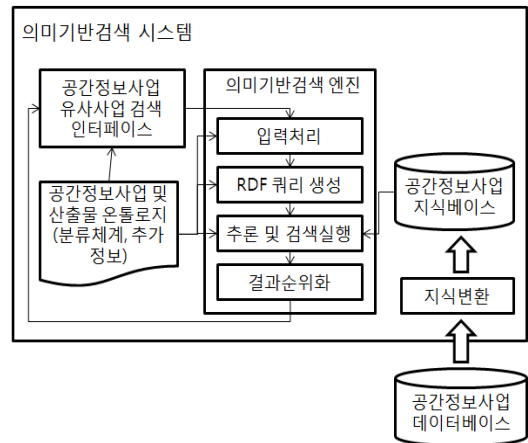 의미기반검색 시스템
공간정보사업
유사사업 검색
인터페이스
의미기반검색 엔진
입력처리
RDF 쿼리 생성
추론 및 검색실행
결과순위화
공간정보사업 및
산출물 온톨로지
(분류체계, 추가
정보)
공간정보사업
지식베이스
지식변환
공간정보사업
데이터베이스